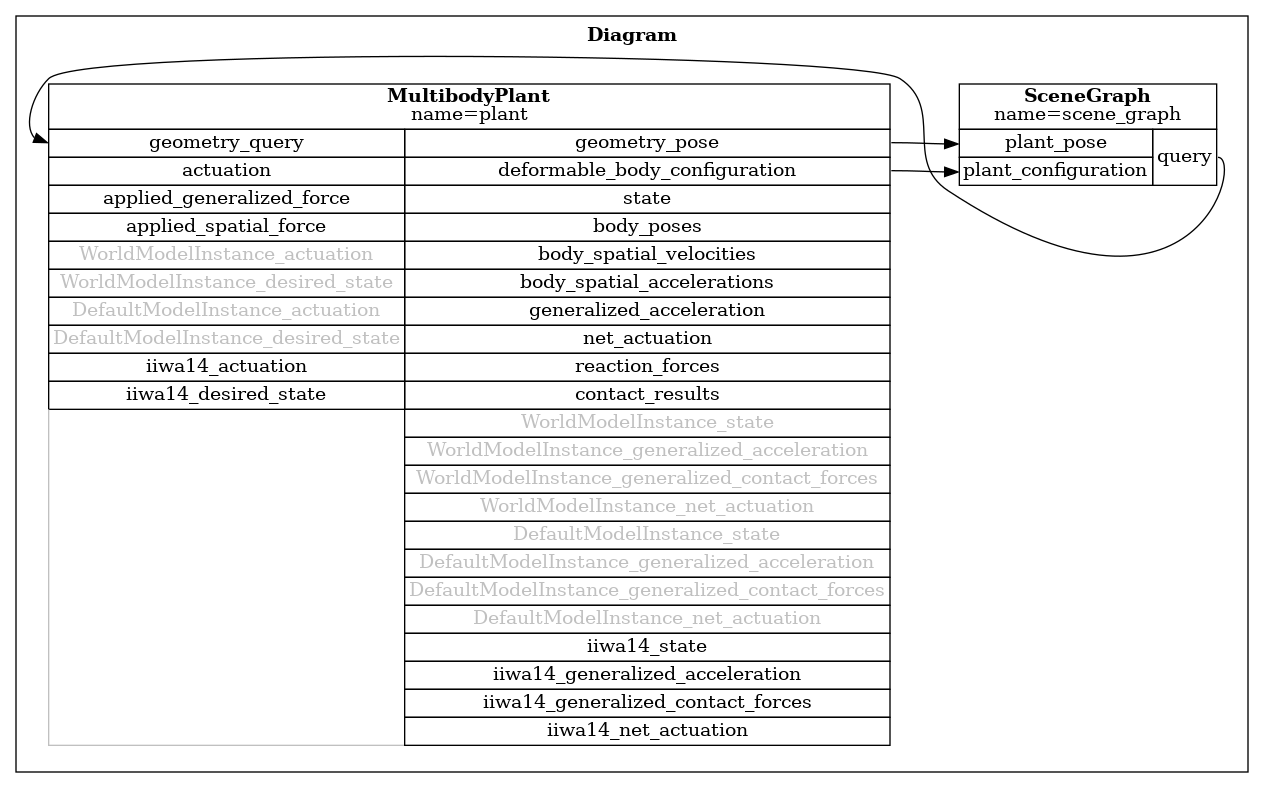 Diagram
MultibodyPlant
name=plant
geometry_query
actuation
applied_generalized_force
applied_spatial_force
WorldModelInstance_actuation
WorldModelInstance_desired_state
DefaultModelInstance_actuation
DefaultModelInstance_desired_state
iiwa14_actuation
iiwa14_desired_state
geometry_pose
deformable_body_configuration
state
body_poses
body_spatial_velocities
body_spatial_accelerations
generalized_acceleration
net_actuation
reaction_forces
contact_results
WorldModelInstance_state
WorldModelInstance_generalized_acceleration
WorldModelInstance_generalized_contact_forces
WorldModelInstance_net_actuation
DefaultModelInstance_state
DefaultModelInstance_generalized_acceleration
DefaultModelInstance_generalized_contact_forces
DefaultModelInstance_net_actuation
iiwa14_state
iiwa14_generalized_acceleration
iiwa14_generalized_contact_forces
iiwa14_net_actuation
SceneGraph
name=scene_graph
plant_pose
plant_configuration
query